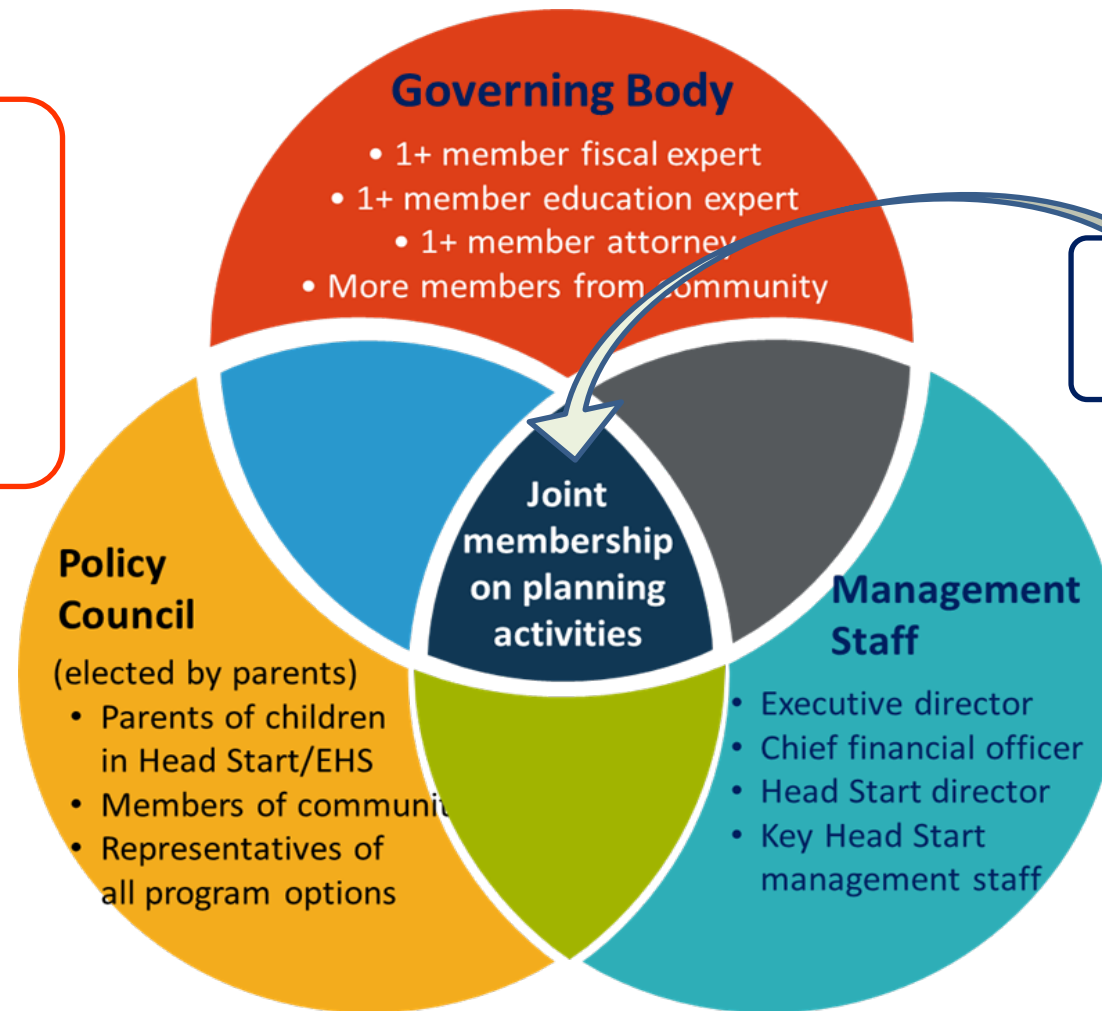 Governing Body
• 1+ member fiscal expert
• 1+ member education expert
• 1+ member attorney
• More members from community
Joint
membership
on planning
activities
Policy
Council
(elected by parents)
• Parents of children
in Head Start/EHS
• Members of communit
• Representatives of
all program options
Management
Staff
• Executive director
• Chief financial officer
• Head Start director
• Key Head Start
management staff